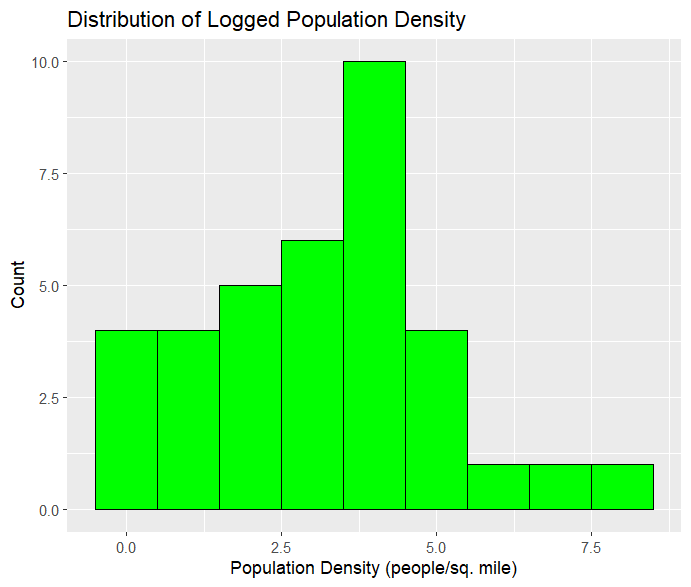 Distribution of Logged Population Density
10.0
7.5
5.0
2.5
0.0
Count
0.0 2.5 5.0 7.5
Population Density (people/sq. mile)